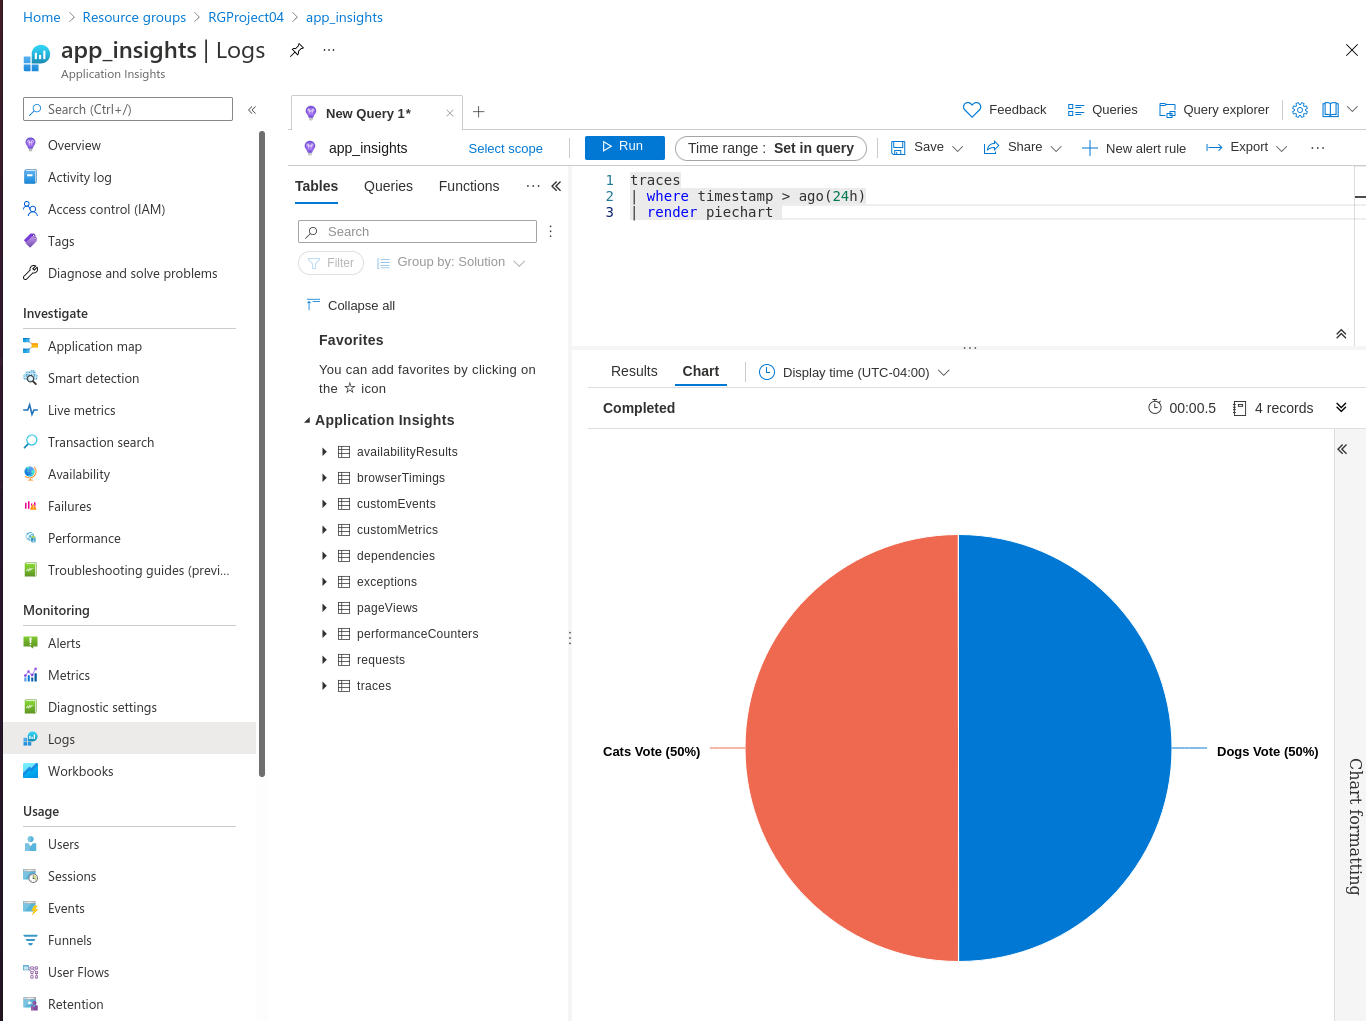 Home > Resource groups > RGProject04 > app_insights
app_insights | Logs
Application Insights
Search (Ctrl+/)
Overview
Activity log
Access control (IAM)
Tags
Diagnose and solve problems
Investigate
Application map
Smart detection
Live metrics
Transaction search
Availability
Failures
Performance
Troubleshooting guides (previ...
Monitoring
Alerts
Metrics
Diagnostic settings
Logs
Workbooks
Usage
Users
Sessions
Events
Funnels
User Flows
Retention
New Query 1*
Feedback Queries Query explorer
app_insights Select scope Run Time range : Set in query Save Share New alert rule Export
Tables Queries Functions
Search
Filter Group by: Solution
Collapse all
Favorites
You can add favorites by clicking on
the ☆ icon
Application Insights
availabilityResults
browserTimings
customEvents
customMetrics
dependencies
exceptions
pageViews
performanceCounters
requests
traces
1 traces
2 | where timestamp > ago(24h)
3 | render piechart
Results Chart Display time (UTC-04:00)
Completed 00:00.5 4 records
Cats Vote (50%)
Dogs Vote (50%)
Chart formatting